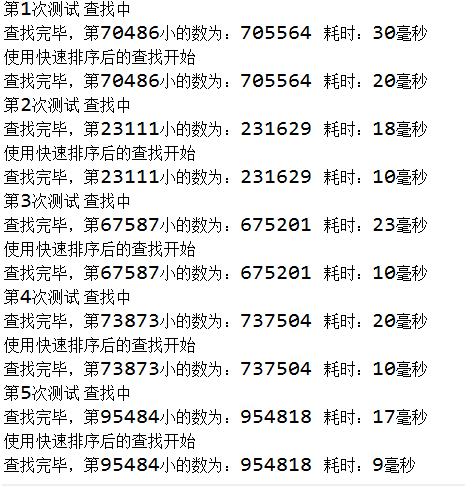 第1次测试 查找中
查找完毕，第70486小的数为：705564 耗时：30毫秒
使用快速排序后的查找开始
查找完毕，第70486小的数为：705564 耗时：20毫秒
第2次测试 查找中
查找完毕，第23111小的数为：231629 耗时：18毫秒
使用快速排序后的查找开始
查找完毕，第23111小的数为：231629 耗时：10毫秒
第3次测试 查找中
查找完毕，第67587小的数为：675201 耗时：23毫秒
使用快速排序后的查找开始
查找完毕，第67587小的数为：675201 耗时：10毫秒
第4次测试 查找中
查找完毕，第73873小的数为：737504 耗时：20毫秒
使用快速排序后的查找开始
查找完毕，第73873小的数为：737504 耗时：10毫秒
第5次测试 查找中
查找完毕，第95484小的数为：954818 耗时：17毫秒
使用快速排序后的查找开始
查找完毕，第95484小的数为：954818 耗时：9毫秒